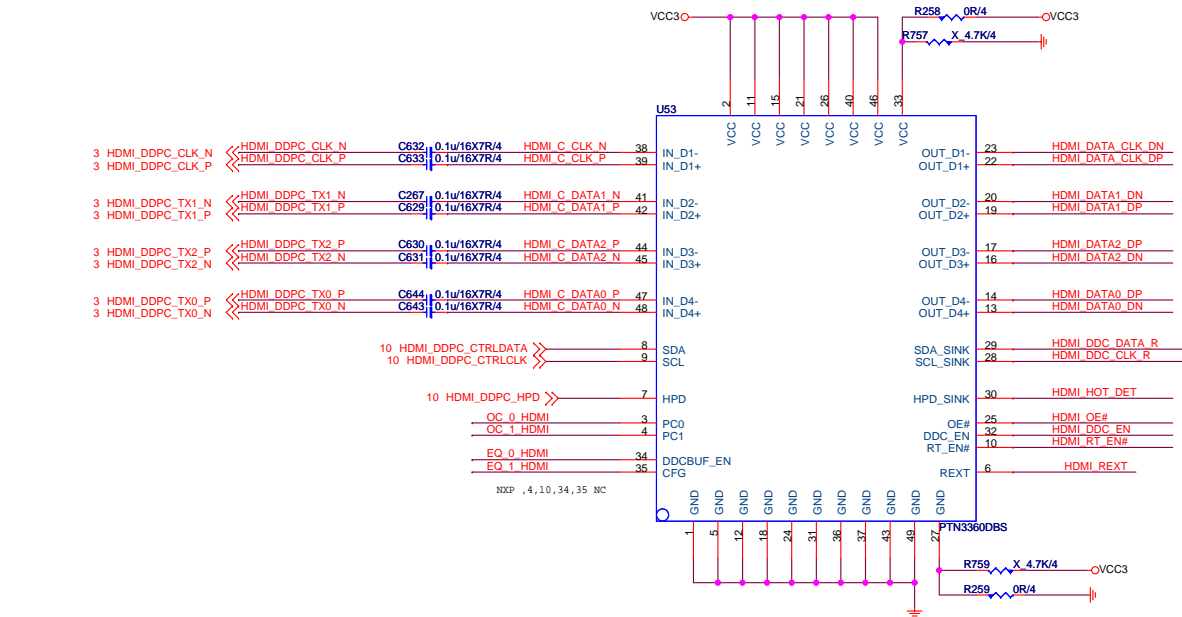 VCC3
R258 0R/4 VCC3
R757 X_4.7K/4
U53
2 11 15 21 26 40 46 33
VCC VCC VCC VCC VCC VCC VCC VCC
3 HDMI_DDPC_CLK_N HDMI_DDPC_CLK_N C632 0.1u/16X7R/4 HDMI_C_CLK_N 38 IN_D1- OUT_D1- 23 HDMI_DATA_CLK_DN
3 HDMI_DDPC_CLK_P HDMI_DDPC_CLK_P C633 0.1u/16X7R/4 HDMI_C_CLK_P 39 IN_D1+ OUT_D1+ 22 HDMI_DATA_CLK_DP
3 HDMI_DDPC_TX1_N HDMI_DDPC_TX1_N C267 0.1u/16X7R/4 HDMI_C_DATA1_N 41 IN_D2- OUT_D2- 20 HDMI_DATA1_DN
3 HDMI_DDPC_TX1_P HDMI_DDPC_TX1_P C629 0.1u/16X7R/4 HDMI_C_DATA1_P 42 IN_D2+ OUT_D2+ 19 HDMI_DATA1_DP
3 HDMI_DDPC_TX2_P HDMI_DDPC_TX2_P C630 0.1u/16X7R/4 HDMI_C_DATA2_P 44 IN_D3- OUT_D3- 17 HDMI_DATA2_DP
3 HDMI_DDPC_TX2_N HDMI_DDPC_TX2_N C631 0.1u/16X7R/4 HDMI_C_DATA2_N 45 IN_D3+ OUT_D3+ 16 HDMI_DATA2_DN
3 HDMI_DDPC_TX0_P HDMI_DDPC_TX0_P C644 0.1u/16X7R/4 HDMI_C_DATA0_P 47 IN_D4- OUT_D4- 14 HDMI_DATA0_DP
3 HDMI_DDPC_TX0_N HDMI_DDPC_TX0_N C643 0.1u/16X7R/4 HDMI_C_DATA0_N 48 IN_D4+ OUT_D4+ 13 HDMI_DATA0_DN
10 HDMI_DDPC_CTRLDATA 8 SDA SDA_SINK 29 HDMI_DDC_DATA_R
10 HDMI_DDPC_CTRLCLK 9 SCL SCL_SINK 28 HDMI_DDC_CLK_R
10 HDMI_DDPC_HPD 7 HPD HPD_SINK 30 HDMI_HOT_DET
OC_0_HDMI 3 PC0 OE# 25 HDMI_OE#
OC_1_HDMI 4 PC1 DDC_EN 32 HDMI_DDC_EN
RT_EN# 10 HDMI_RT_EN#
EQ_0_HDMI 34 DDCBUF_EN
EQ_1_HDMI 35 CFG REXT 6 HDMI_REXT
NXP ,4,10,34,35 NC
GND GND GND GND GND GND GND GND GND GND GND
1 5 12 18 24 31 36 37 43 49 27
PTN3360DBS
R759 X_4.7K/4 VCC3
R259 0R/4